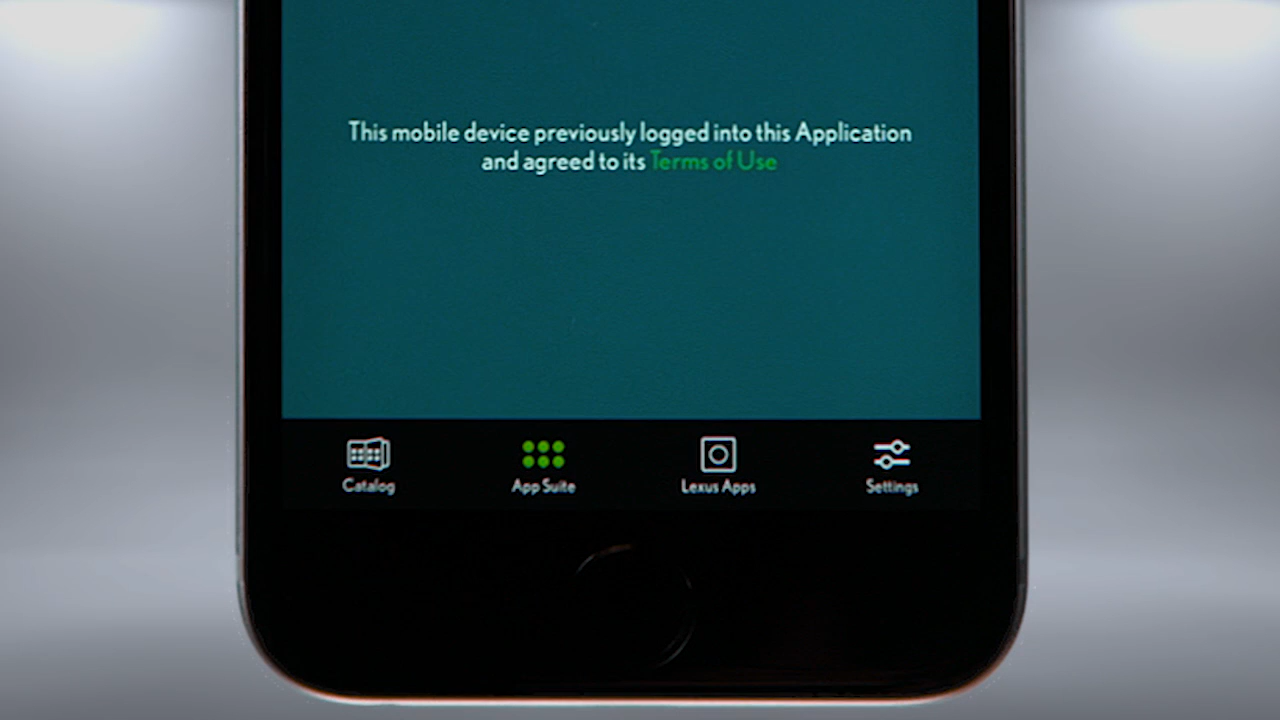 This mobile device previously logged into this Application
and agreed to its Terms of Use
Catalog
App Suite
Lexus Apps
Settings